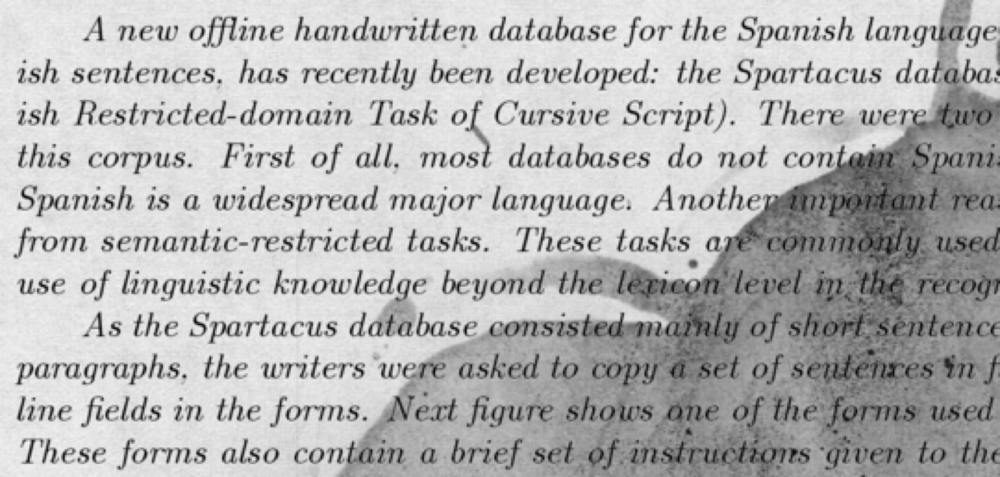 A new offline handwritten database for the Spanish language
ish sentences, has recently been developed: the Spartacus databas
ish Restricted-domain Task of Cursive Script). There were two
this corpus. First of all, most databases do not contain Spani
Spanish is a widespread major language. Another important rea
from semantic-restricted tasks. These tasks are commonly used
use of linguistic knowledge beyond the lexicon level in the recogn
As the Spartacus database consisted mainly of short sentence
paragraphs, the writers were asked to copy a set of sentences in f
line fields in the forms. Next figure shows one of the forms used
These forms also contain a brief set of instructions given to the